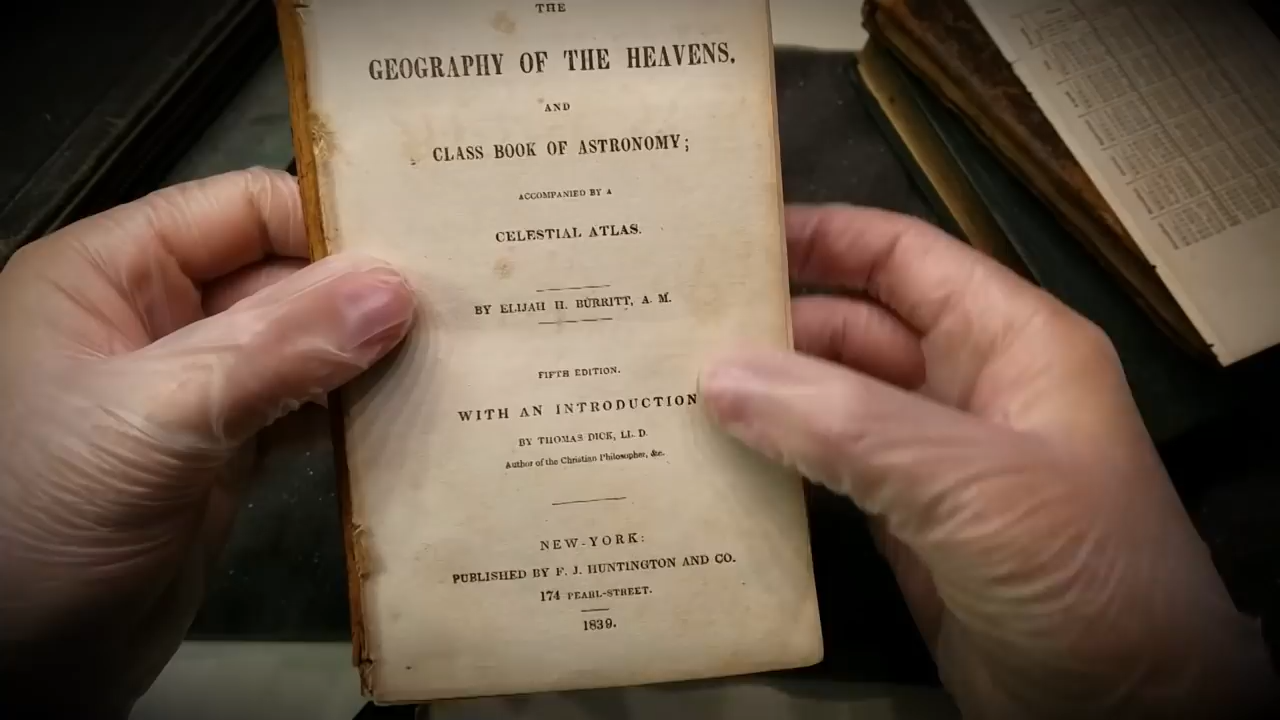 THE
GEOGRAPHY OF THE HEAVENS,
AND
CLASS BOOK OF ASTRONOMY;
ACCOMPANIED BY A
CELESTIAL ATLAS.
BY ELIJAH H. BURRITT, A. M.
FIFTH EDITION.
WITH AN INTRODUCTION
BY THOMAS DICK, LL. D.
Author of the Christian Philosopher, &c.
NEW-YORK:
PUBLISHED BY F. J. HUNTINGTON AND CO.
174 PEARL-STREET.
1839.